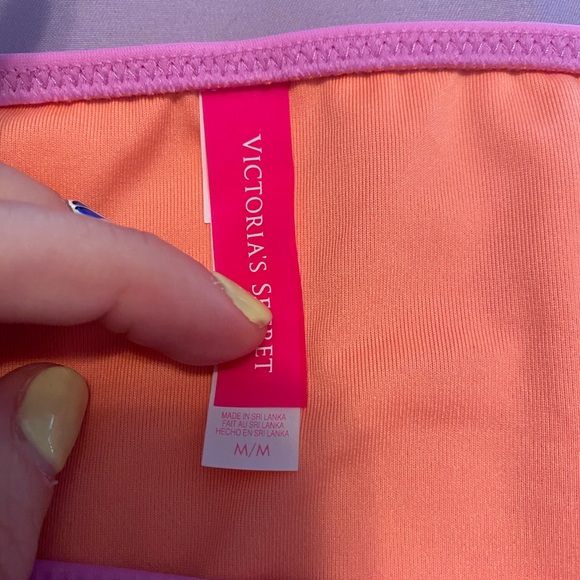 VICTORIA'S SECRET
MADE IN SRI LANKA
FAIT AU SRI LANKA
HECHO EN SRI LANKA
M/M